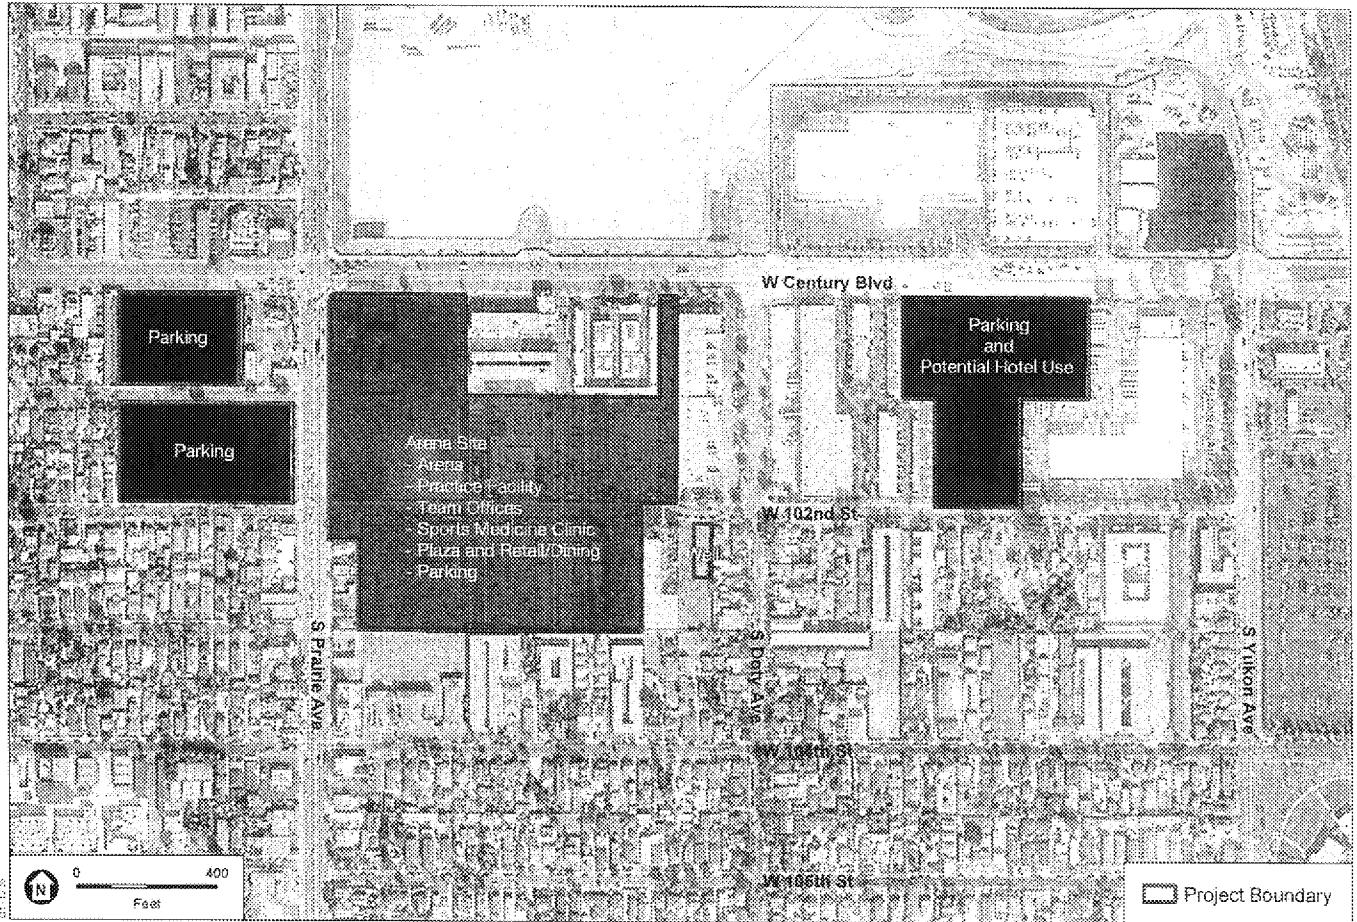 W Century Blvd
Parking
Parking
and
Potential Hotel Use
Parking
Arena Site
- Arena
- Practice Facility
- Team Offices
- Sports Medicine Clinic
- Plaza and Retail/Dining
- Parking
W 102nd St
Well
S Prairie Ave
S Doty Ave
S Yukon Ave
W 104th St
W 106th St
N
0 400
Feet
Project Boundary